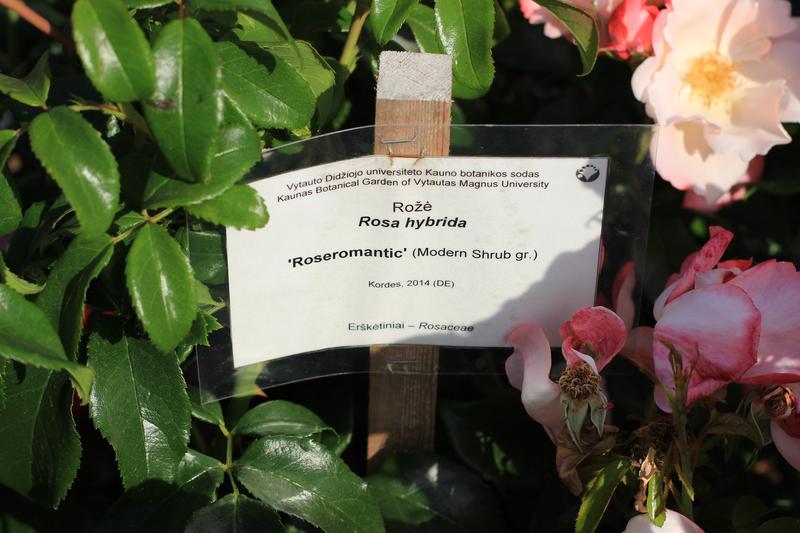 Vytauto Didžiojo universiteto Kauno botanikos sodas
Kaunas Botanical Garden of Vytautas Magnus University
Rožė
Rosa hybrida
'Roseromantic' (Modern Shrub gr.)
Kordes, 2014 (DE)
Erškėtiniai – Rosaceae